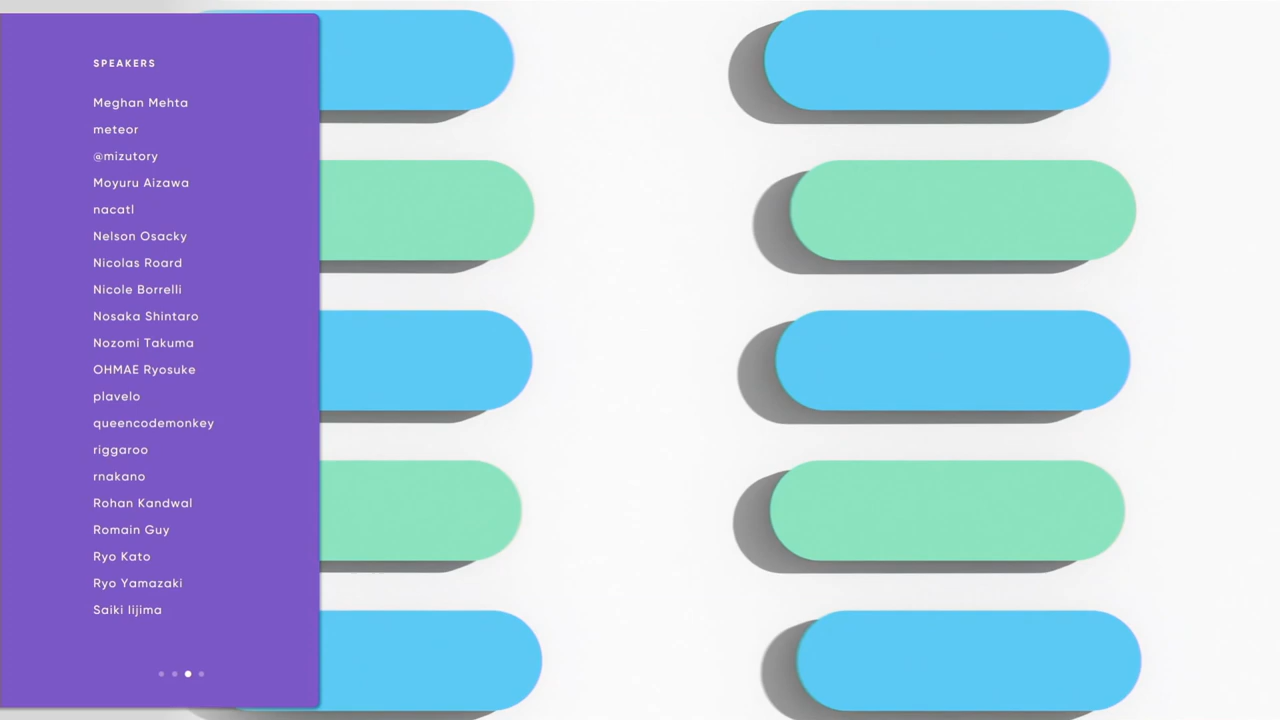 SPEAKERS
Meghan Mehta
meteor
@mizutory
Moyuru Aizawa
nacatl
Nelson Osacky
Nicolas Roard
Nicole Borrelli
Nosaka Shintaro
Nozomi Takuma
OHMAE Ryosuke
plavelo
queencodemonkey
riggaroo
rnakano
Rohan Kandwal
Romain Guy
Ryo Kato
Ryo Yamazaki
Saiki Iijima